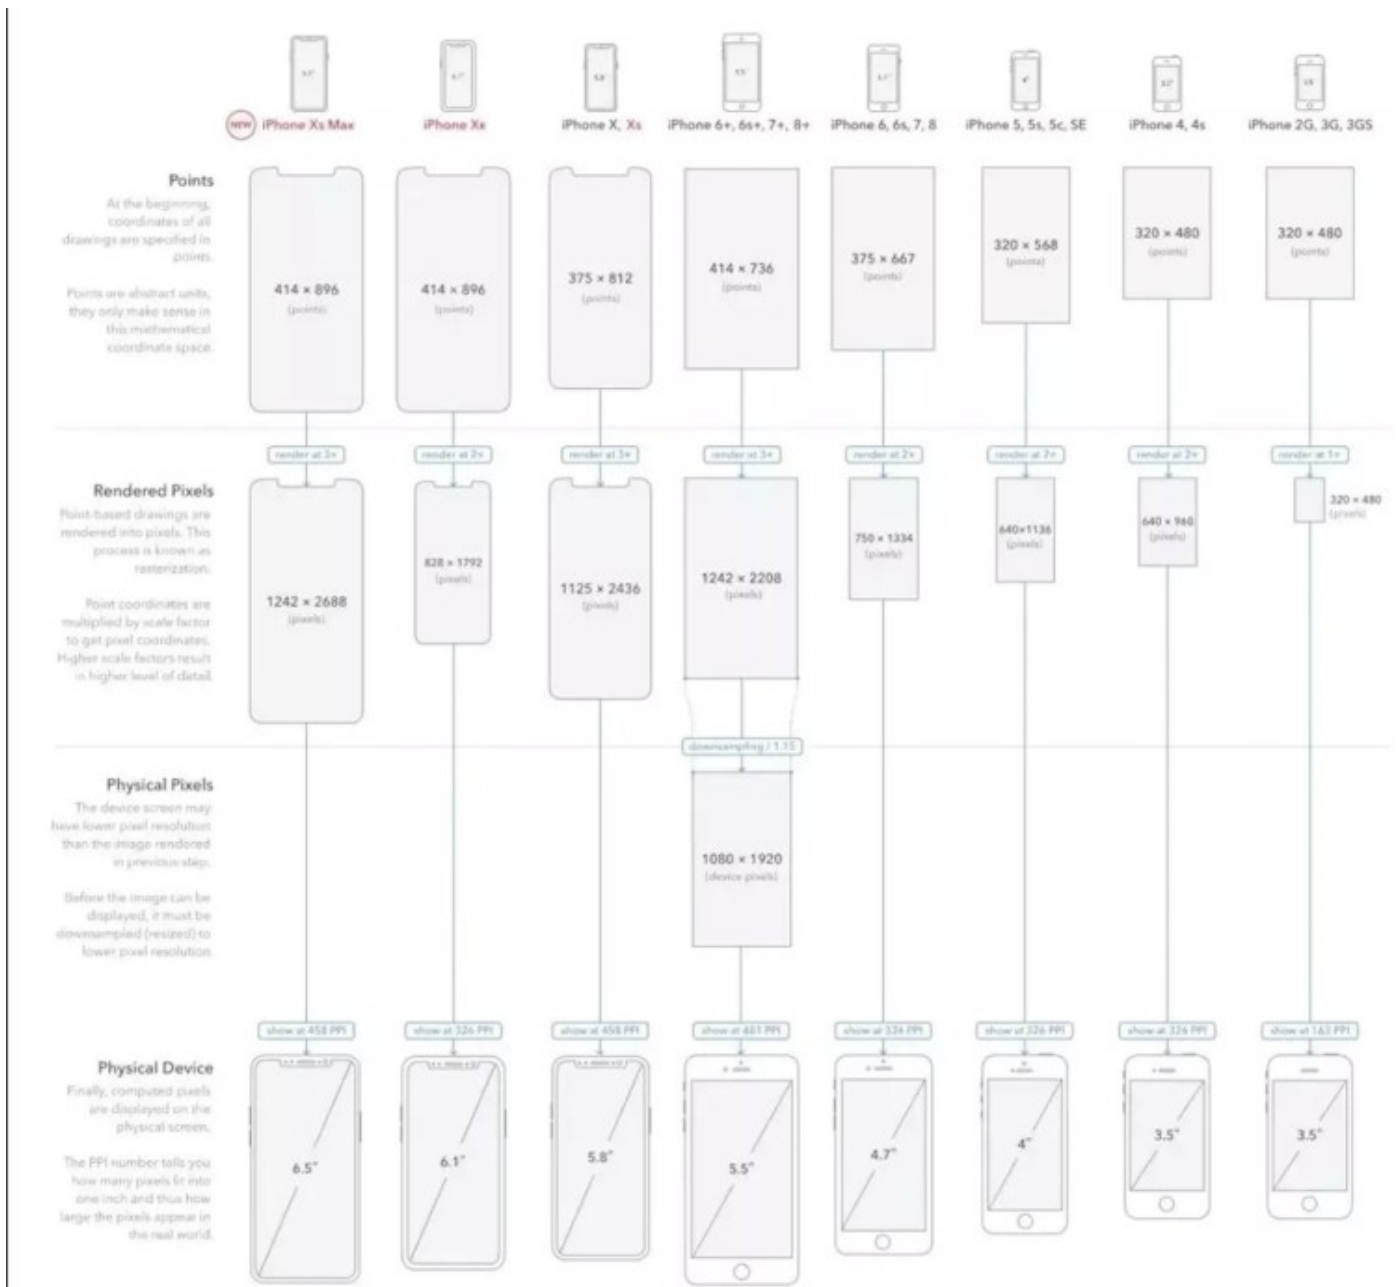 NEW iPhone Xs Max
iPhone XR
iPhone X, Xs
iPhone 6+, 6s+, 7+, 8+
iPhone 6, 6s, 7, 8
iPhone 5, 5s, 5c, SE
iPhone 4, 4s
iPhone 2G, 3G, 3GS
Points
At the beginning,
coordinates of all
drawings are specified in
points.
Points are abstract units,
they only make sense in
this mathematical
coordinate space.
414 × 896
(points)
414 × 896
(points)
375 × 812
(points)
414 × 736
(points)
375 × 667
(points)
320 × 568
(points)
320 × 480
(points)
320 × 480
(points)
render at 3×
render at 2×
render at 3×
render at 3×
render at 2×
render at 2×
render at 2×
render at 1×
Rendered Pixels
Point-based drawings are
rendered into pixels. This
process is known as
rasterization.
Point coordinates are
multiplied by scale factor
to get pixel coordinates.
Higher scale factors result
in higher level of detail.
1242 × 2688
(pixels)
828 × 1792
(pixels)
1125 × 2436
(pixels)
1242 × 2208
(pixels)
750 × 1334
(pixels)
640×1136
(pixels)
640 × 960
(pixels)
320 × 480
(pixels)
downsampling / 1.15
Physical Pixels
The device screen may
have lower pixel resolution
than the image rendered
in previous step.
Before the image can be
displayed, it must be
downsampled (resized) to
lower pixel resolution.
1080 × 1920
(device pixels)
show at 458 PPI
show at 326 PPI
show at 458 PPI
show at 401 PPI
show at 326 PPI
show at 326 PPI
show at 326 PPI
show at 163 PPI
Physical Device
Finally, computed pixels
are displayed on the
physical screen.
The PPI number tells you
how many pixels fit into
one inch and thus how
large the pixels appear in
the real world.
6.5"
6.1"
5.8"
5.5"
4.7"
4"
3.5"
3.5"